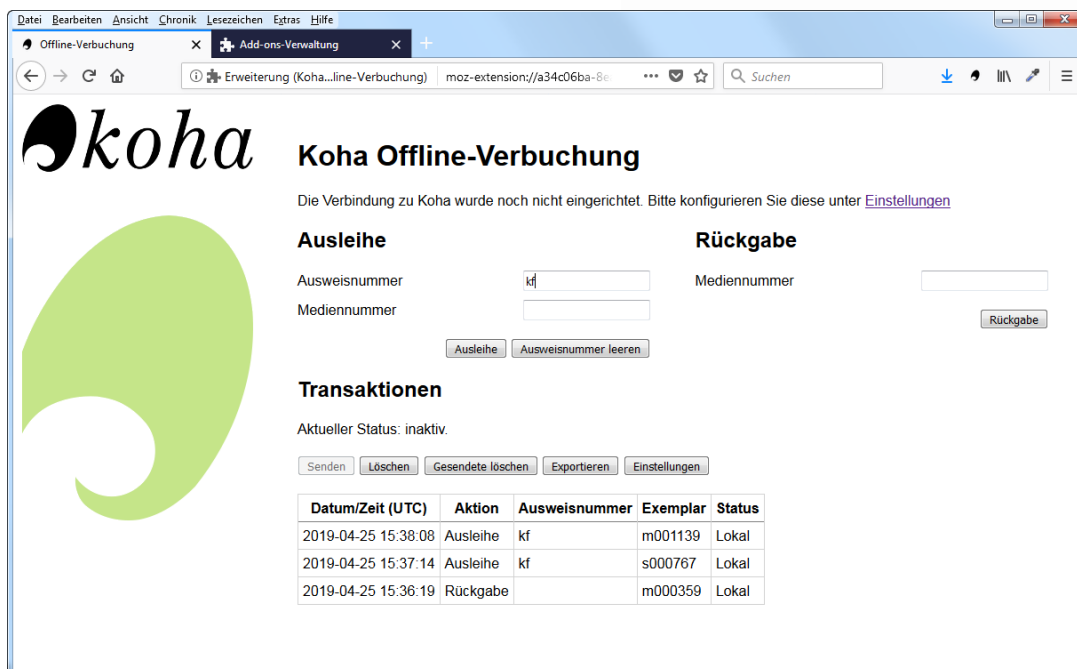 Datei Bearbeiten Ansicht Chronik Lesezeichen Extras Hilfe
Offline-Verbuchung Add-ons-Verwaltung
Erweiterung (Koha...line-Verbuchung) moz-extension://a34c06ba-8e Suchen
koha
Koha Offline-Verbuchung
Die Verbindung zu Koha wurde noch nicht eingerichtet. Bitte konfigurieren Sie diese unter Einstellungen
Ausleihe Rückgabe
Ausweisnummer kf Mediennummer
Mediennummer
Rückgabe
Ausleihe Ausweisnummer leeren
Transaktionen
Aktueller Status: inaktiv.
Senden Löschen Gesendete löschen Exportieren Einstellungen
Datum/Zeit (UTC) Aktion Ausweisnummer Exemplar Status
2019-04-25 15:38:08 Ausleihe kf m001139 Lokal
2019-04-25 15:37:14 Ausleihe kf s000767 Lokal
2019-04-25 15:36:19 Rückgabe m000359 Lokal